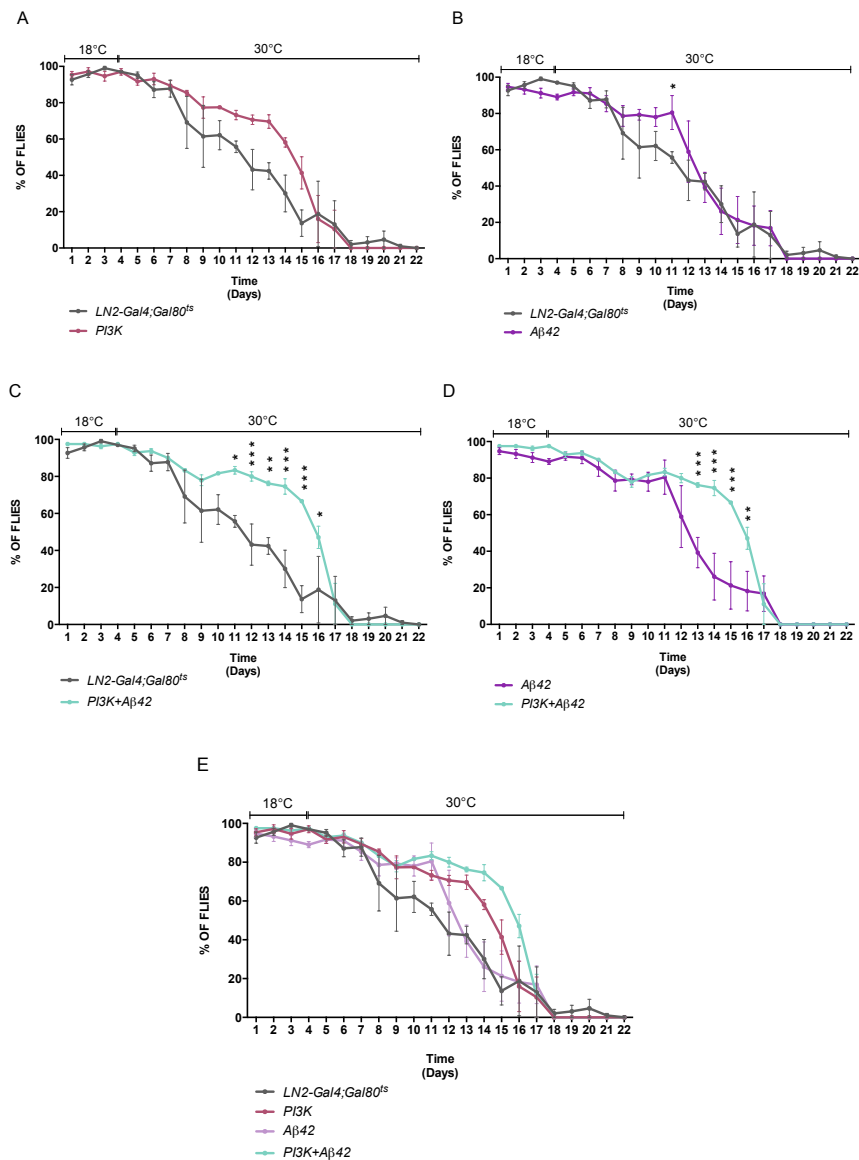 A
18°C 30°C
100
80
60
40
20
0
% OF FLIES
1 2 3 4 5 6 7 8 9 10 11 12 13 14 15 16 17 18 19 20 21 22
Time
(Days)
LN2-Gal4;Gal80ts
PI3K
B
18°C 30°C
*
100
80
60
40
20
0
% OF FLIES
1 2 3 4 5 6 7 8 9 10 11 12 13 14 15 16 17 18 19 20 21 22
Time
(Days)
LN2-Gal4;Gal80ts
Aβ42
C
18°C 30°C
* *** ** *** *** *
100
80
60
40
20
0
% OF FLIES
1 2 3 4 5 6 7 8 9 10 11 12 13 14 15 16 17 18 19 20 21 22
Time
(Days)
LN2-Gal4;Gal80ts
PI3K+Aβ42
D
18°C 30°C
*** *** *** **
100
80
60
40
20
0
% OF FLIES
1 2 3 4 5 6 7 8 9 10 11 12 13 14 15 16 17 18 19 20 21 22
Time
(Days)
Aβ42
PI3K+Aβ42
E
18°C 30°C
100
80
60
40
20
0
% OF FLIES
1 2 3 4 5 6 7 8 9 10 11 12 13 14 15 16 17 18 19 20 21 22
Time
(Days)
LN2-Gal4;Gal80ts
PI3K
Aβ42
PI3K+Aβ42